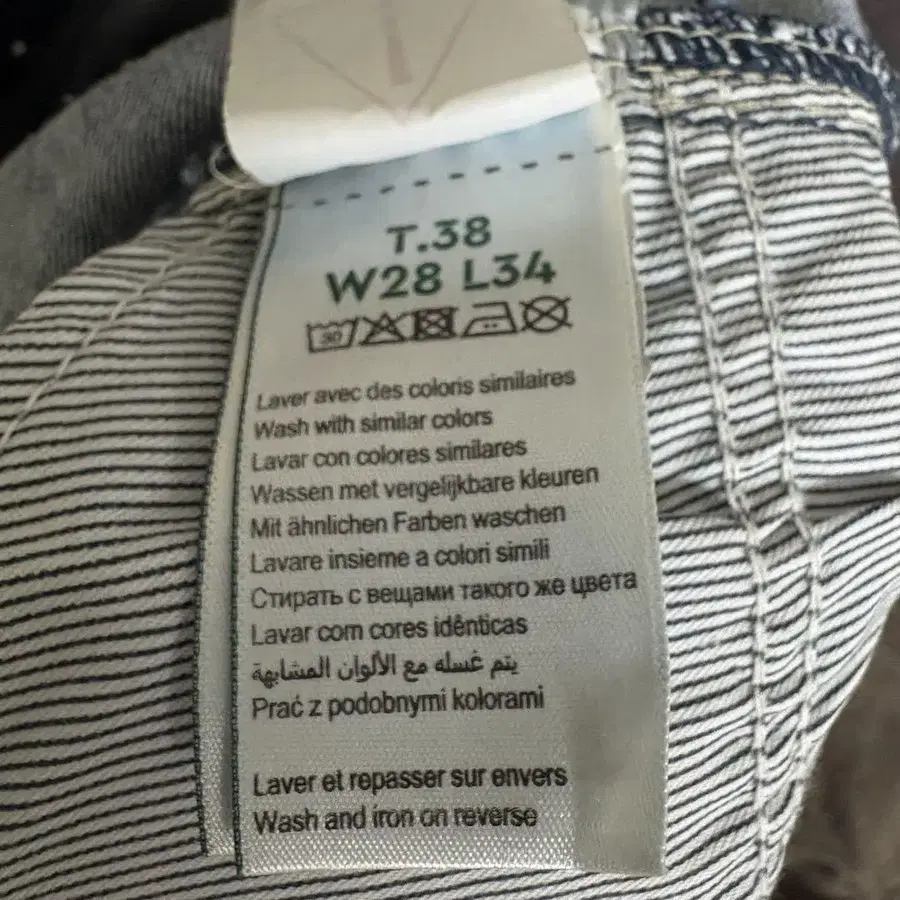 T.38
W28 L34
30
Laver avec des coloris similaires
Wash with similar colors
Lavar con colores similares
Wassen met vergelijkbare kleuren
Mit ähnlichen Farben waschen
Lavare insieme a colori simili
Стирать с вещами такого же цвета
Lavar com cores idênticas
يتم غسله مع الألوان المشابهة
Prać z podobnymi kolorami
Laver et repasser sur envers
Wash and iron on reverse